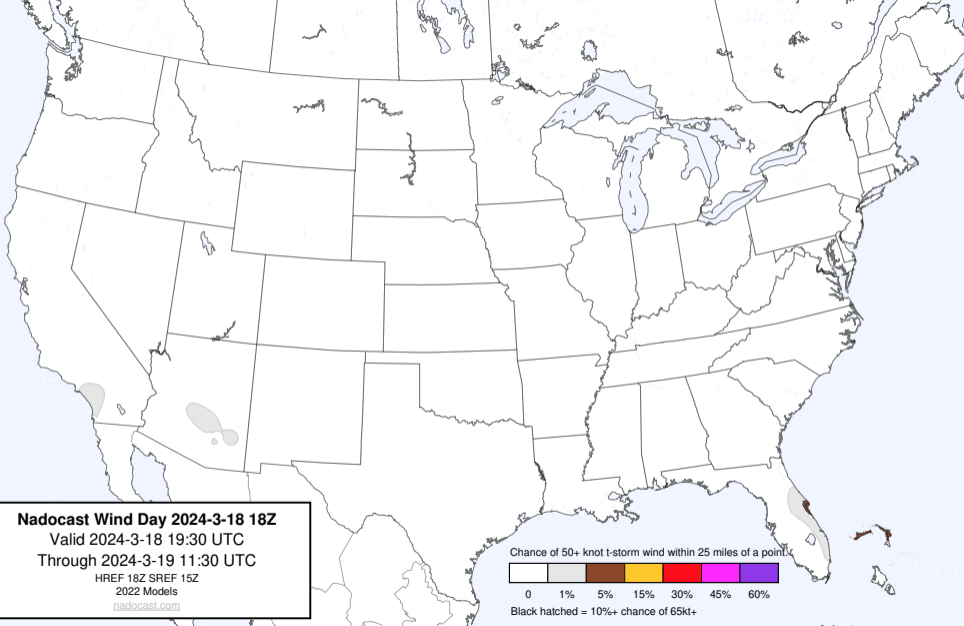 Nadocast Wind Day 2024-3-18 18Z
Valid 2024-3-18 19:30 UTC
Through 2024-3-19 11:30 UTC
HREF 18Z SREF 15Z
2022 Models
nadocast.com
Chance of 50+ knot t-storm wind within 25 miles of a point.
0 1% 5% 15% 30% 45% 60%
Black hatched = 10%+ chance of 65kt+